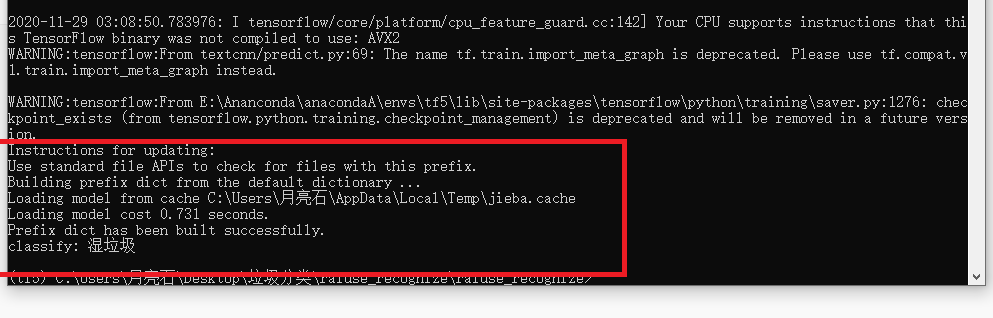 2020-11-29 03:08:50.783976: I tensorflow/core/platform/cpu_feature_guard.cc:142] Your CPU supports instructions that thi
s TensorFlow binary was not compiled to use: AVX2
WARNING:tensorflow:From textcnn/predict.py:69: The name tf.train.import_meta_graph is deprecated. Please use tf.compat.v
1.train.import_meta_graph instead.
WARNING:tensorflow:From E:\Ananconda\anacondaA\envs\tf5\lib\site-packages\tensorflow\python\training\saver.py:1276: chec
kpoint_exists (from tensorflow.python.training.checkpoint_management) is deprecated and will be removed in a future vers
ion.
Instructions for updating:
Use standard file APIs to check for files with this prefix.
Building prefix dict from the default dictionary ...
Loading model from cache C:\Users\月亮石\AppData\Local\Temp\jieba.cache
Loading model cost 0.731 seconds.
Prefix dict has been built successfully.
classify: 湿垃圾
(tf5) C:\Users\月亮石\Desktop\垃圾分类\rafuse_recognize\rafuse_recognize>